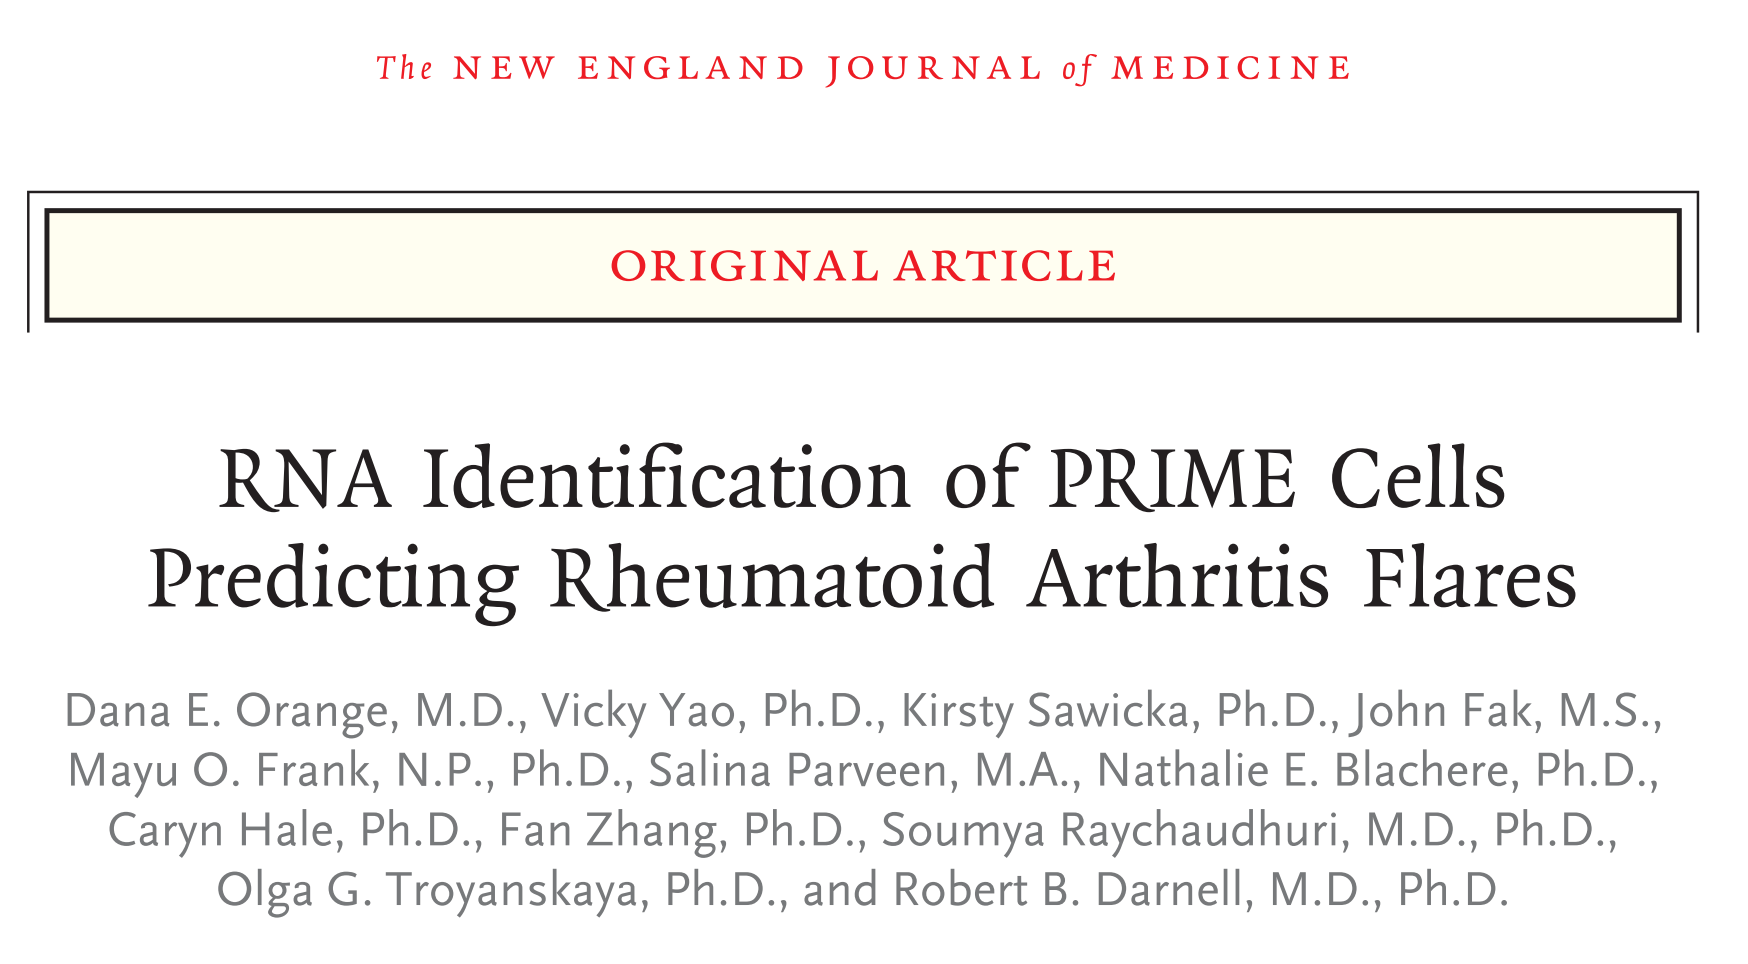 The NEW ENGLAND JOURNAL of MEDICINE
ORIGINAL ARTICLE
RNA Identification of PRIME Cells
Predicting Rheumatoid Arthritis Flares
Dana E. Orange, M.D., Vicky Yao, Ph.D., Kirsty Sawicka, Ph.D., John Fak, M.S.,
Mayu O. Frank, N.P., Ph.D., Salina Parveen, M.A., Nathalie E. Blachere, Ph.D.,
Caryn Hale, Ph.D., Fan Zhang, Ph.D., Soumya Raychaudhuri, M.D., Ph.D.,
Olga G. Troyanskaya, Ph.D., and Robert B. Darnell, M.D., Ph.D.